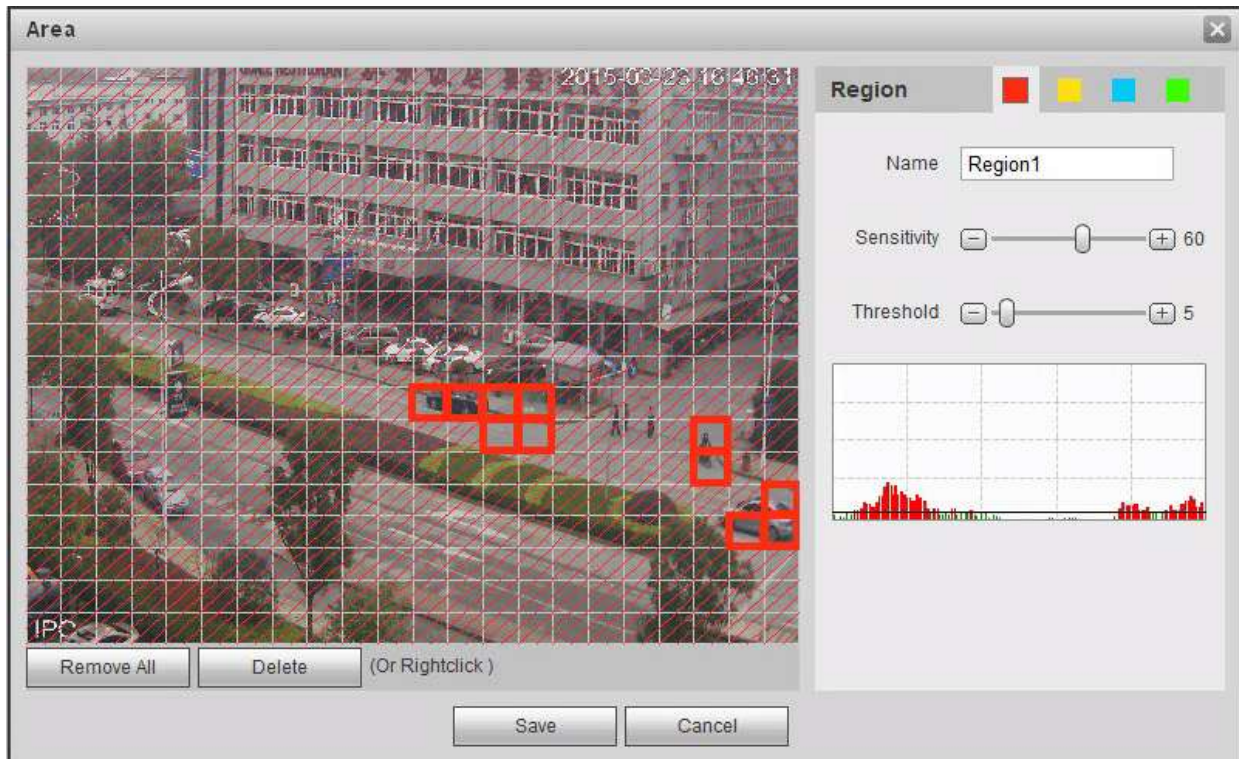 Area
2015-03-23 16:46:31
Region
Name Region1
Sensitivity 60
Threshold 5
IPC
Remove All Delete (Or Rightclick )
Save Cancel